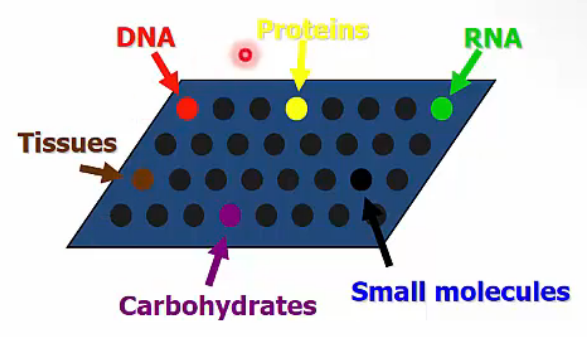 DNA
Proteins
RNA
Tissues
Carbohydrates
Small molecules